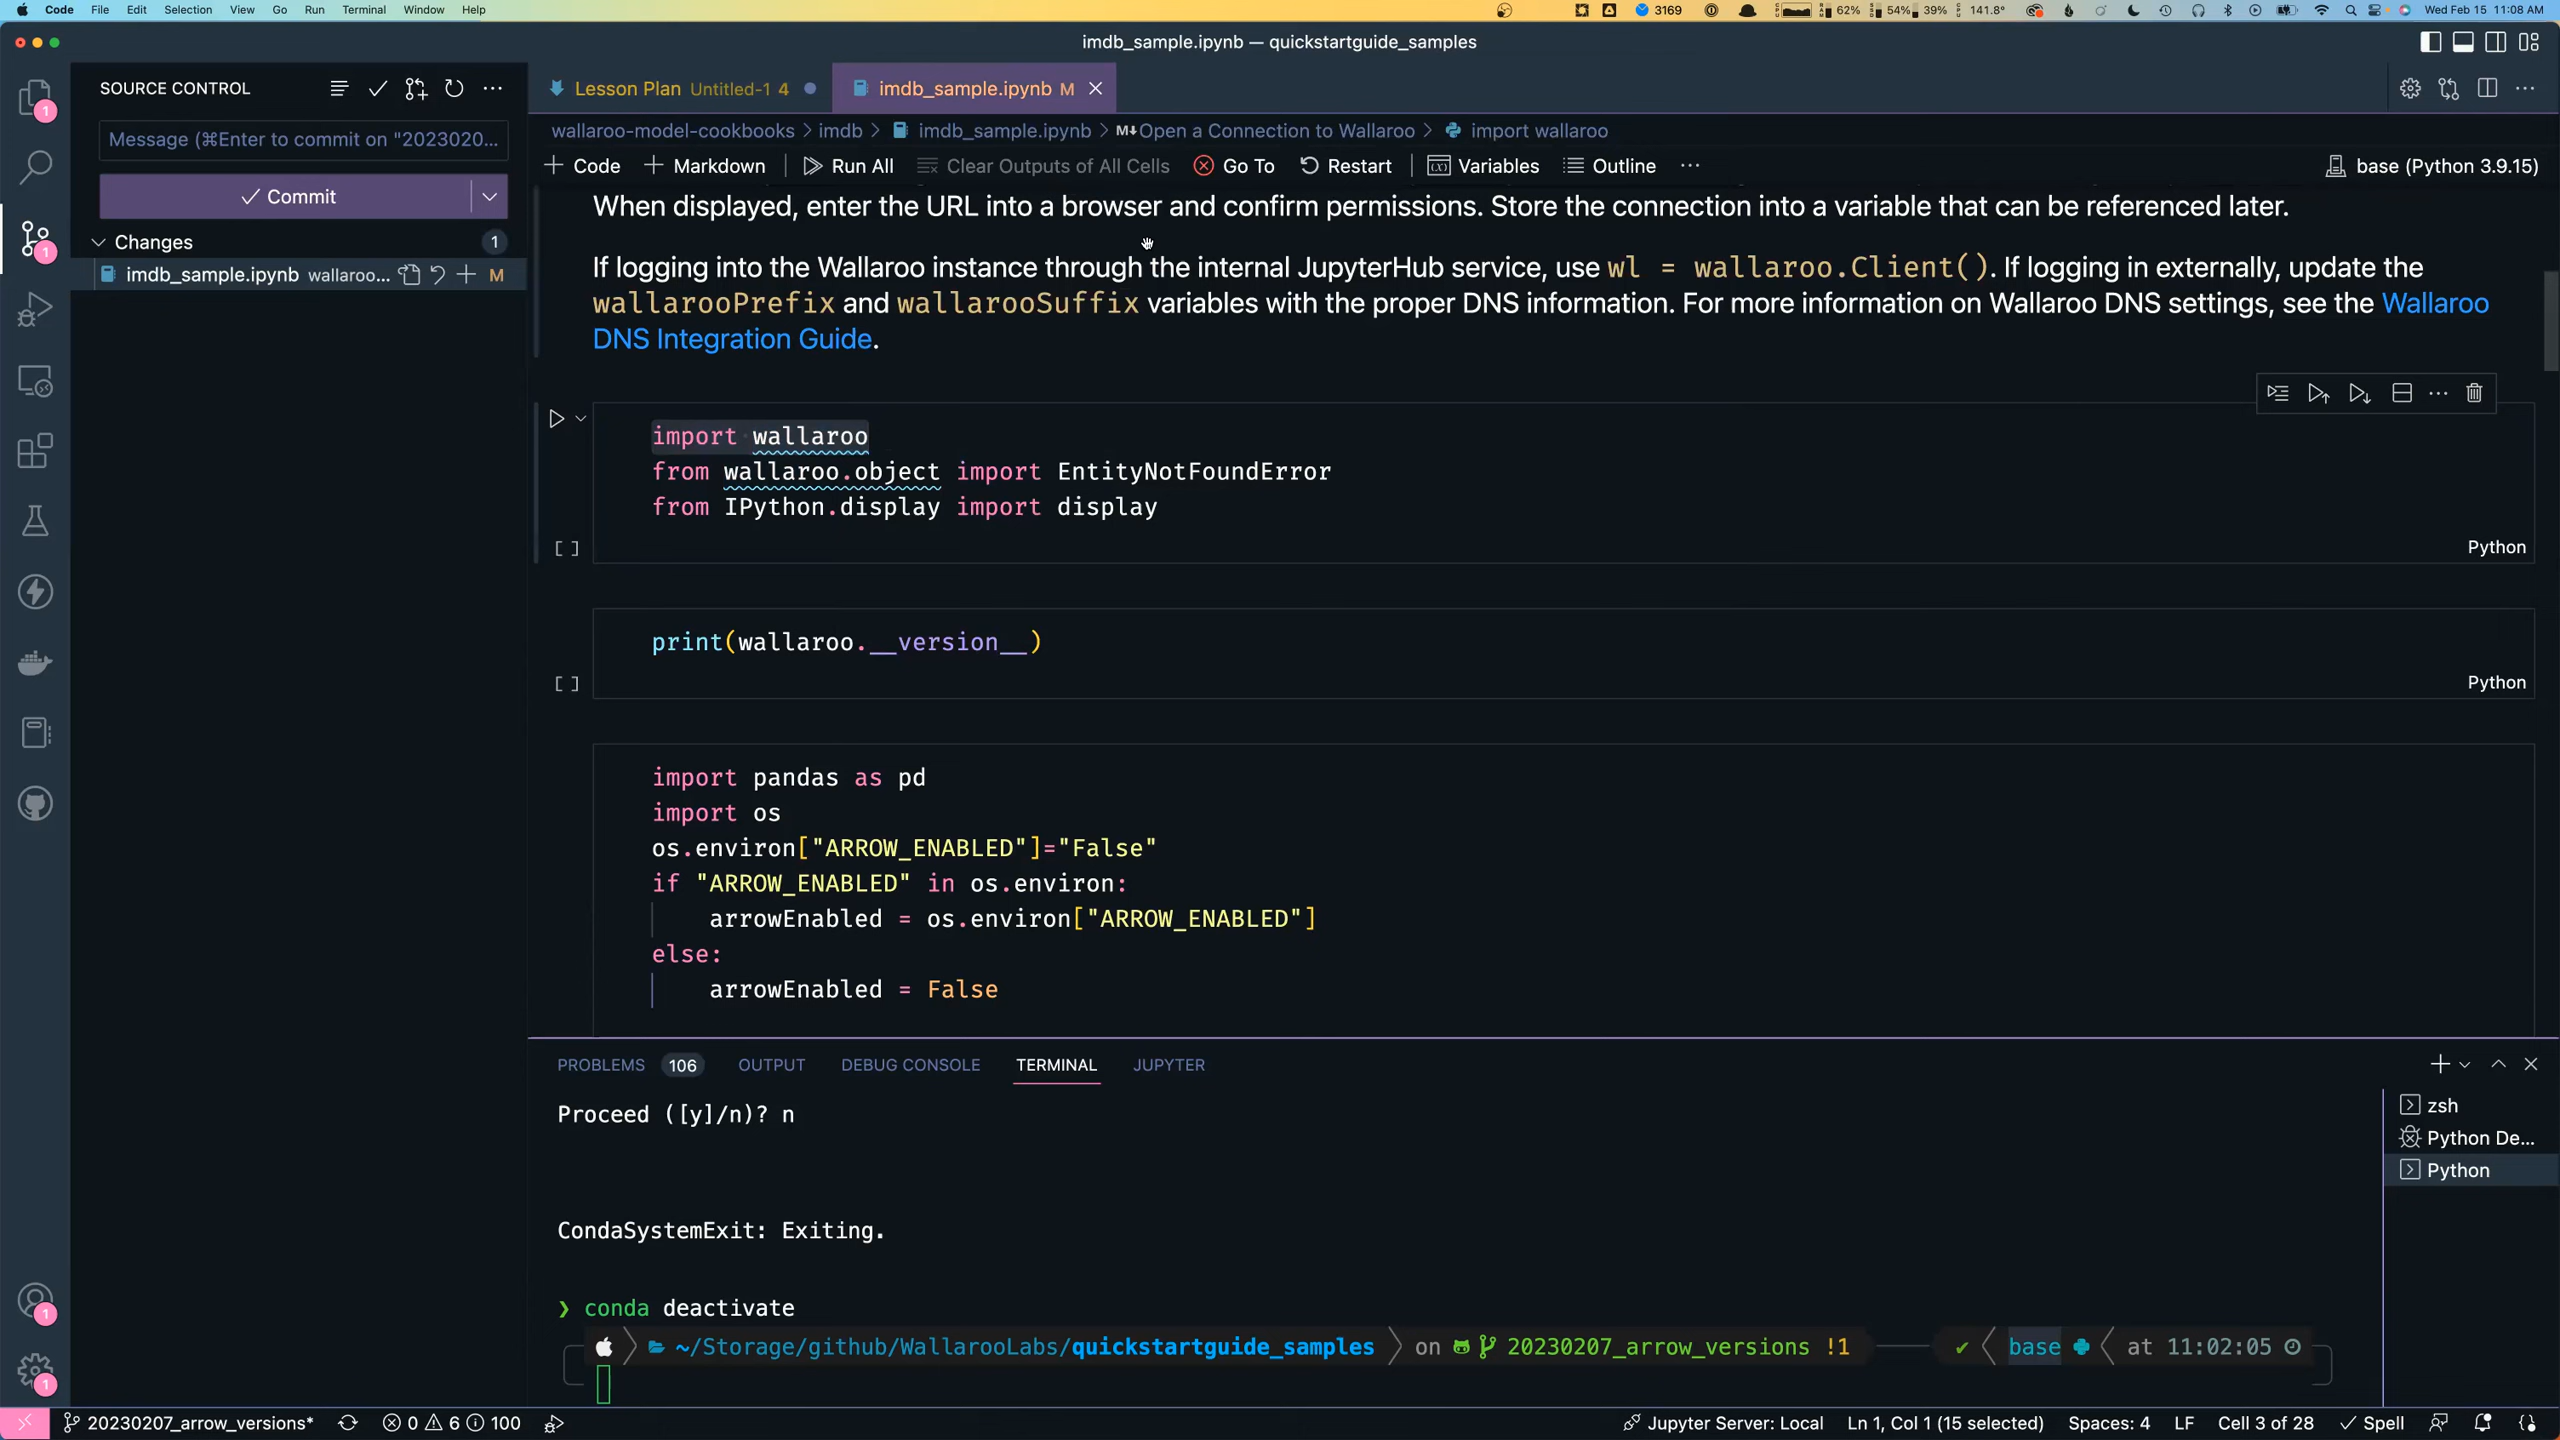 Code File Edit Selection View Go Run Terminal Window Help
3169 62% 54% 39% 141.8° Wed Feb 15 11:08 AM
imdb_sample.ipynb — quickstartguide_samples
SOURCE CONTROL
Lesson Plan Untitled-1 4
imdb_sample.ipynb M
Message (⌘Enter to commit on "2023020...
Commit
Changes 1
imdb_sample.ipynb wallaroo... M
wallaroo-model-cookbooks > imdb > imdb_sample.ipynb > M↓Open a Connection to Wallaroo > import wallaroo
+ Code + Markdown Run All Clear Outputs of All Cells Go To Restart Variables Outline ... base (Python 3.9.15)
When displayed, enter the URL into a browser and confirm permissions. Store the connection into a variable that can be referenced later.
If logging into the Wallaroo instance through the internal JupyterHub service, use wl = wallaroo.Client(). If logging in externally, update the
wallarooPrefix and wallarooSuffix variables with the proper DNS information. For more information on Wallaroo DNS settings, see the Wallaroo
DNS Integration Guide.
import wallaroo
from wallaroo.object import EntityNotFoundError
from IPython.display import display
[ ]
Python
print(wallaroo.__version__)
[ ]
Python
import pandas as pd
import os
os.environ["ARROW_ENABLED"]="False"
if "ARROW_ENABLED" in os.environ:
arrowEnabled = os.environ["ARROW_ENABLED"]
else:
arrowEnabled = False
PROBLEMS 106 OUTPUT DEBUG CONSOLE TERMINAL JUPYTER
Proceed ([y]/n)? n
CondaSystemExit: Exiting.
❯ conda deactivate
~/Storage/github/WallarooLabs/quickstartguide_samples on 20230207_arrow_versions !1 ✔ base at 11:02:05
zsh
Python De...
Python
1
1
1
1
20230207_arrow_versions* 0 6 100
Jupyter Server: Local Ln 1, Col 1 (15 selected) Spaces: 4 LF Cell 3 of 28 Spell